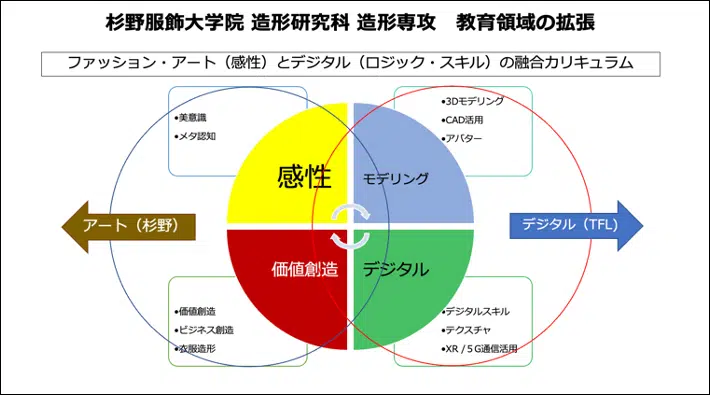 杉野服飾大学院 造形研究科 造形専攻　教育領域の拡張
ファッション・アート（感性）とデジタル（ロジック・スキル）の融合カリキュラム
•美意識
•メタ認知
•3Dモデリング
•CAD活用
•アバター
感性
モデリング
アート（杉野）
デジタル（TFL)
価値創造
デジタル
•価値創造
•ビジネス創造
•衣服造形
•デジタルスキル
•テクスチャ
•XR /５G通信活用